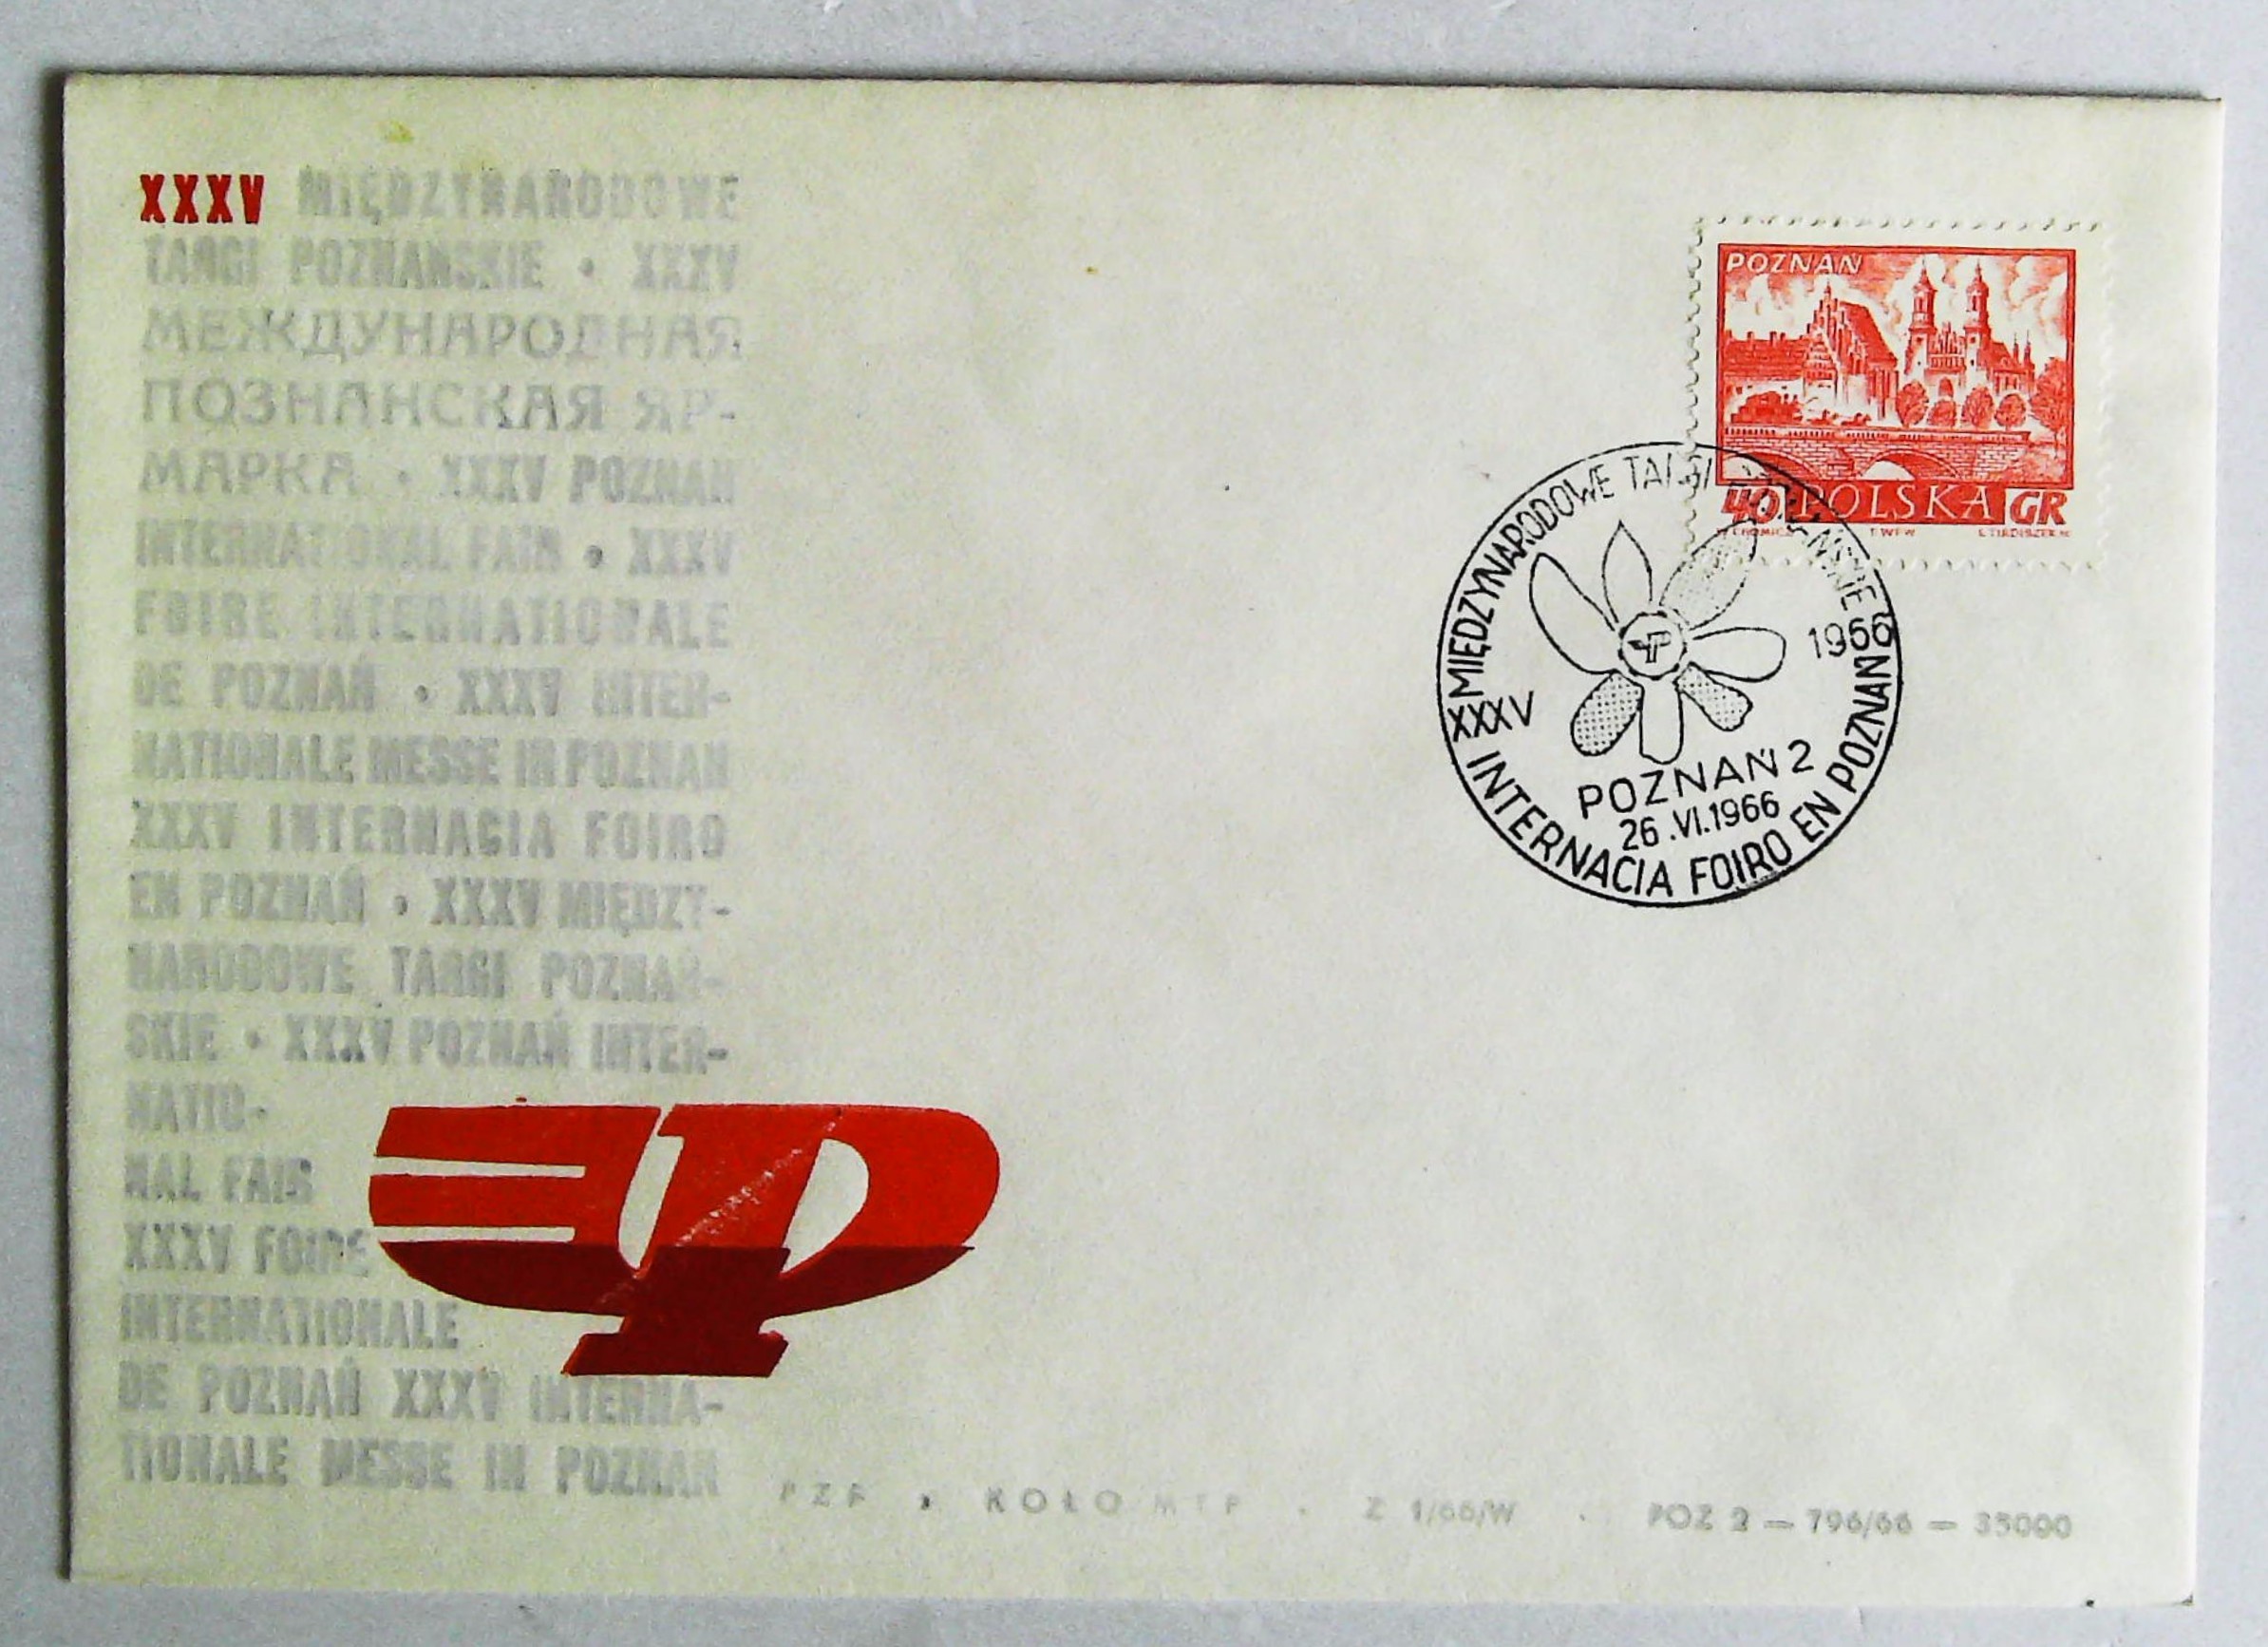 XXXV MIĘDZYNARODOWE
TARGI POZNAŃSKIE • XXXV
МЕЖДУНАРОДНАЯ
ПОЗНАНСКАЯ ЯР-
МАРКА • XXXV POZNAŃ
INTERNATIONAL FAIR • XXXV
FOIRE INTERNATIONALE
DE POZNAŃ • XXXV INTER-
NATIONALE MESSE IN POZNAŃ
XXXV INTERNACIA FOIRO
EN POZNAŃ • XXXV MIĘDZY-
NARODOWE TARGI POZNAŃ-
SKIE • XXXV POZNAŃ INTER-
NATIO-
NAL FAIR
XXXV FOIRE
INTERNATIONALE
DE POZNAŃ XXXV INTERNA-
TIONALE MESSE IN POZNAŃ
POZNAŃ
40 POLSKA GR
XXXV MIĘDZYNARODOWE TARGI POZNAŃSKIE 1966
POZNAŃ 2
26.VI.1966
INTERNACIA FOIRO EN POZNAŃ
PZF • KOŁO MTP • Z 1/66/W • POZ 2 — 796/66 — 35000